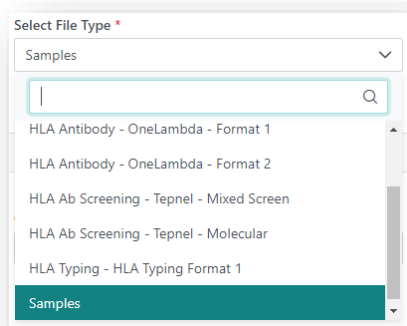 Select File Type *
Samples
HLA Antibody - OneLambda - Format 1
HLA Antibody - OneLambda - Format 2
HLA Ab Screening - Tepnel - Mixed Screen
HLA Ab Screening - Tepnel - Molecular
HLA Typing - HLA Typing Format 1
Samples